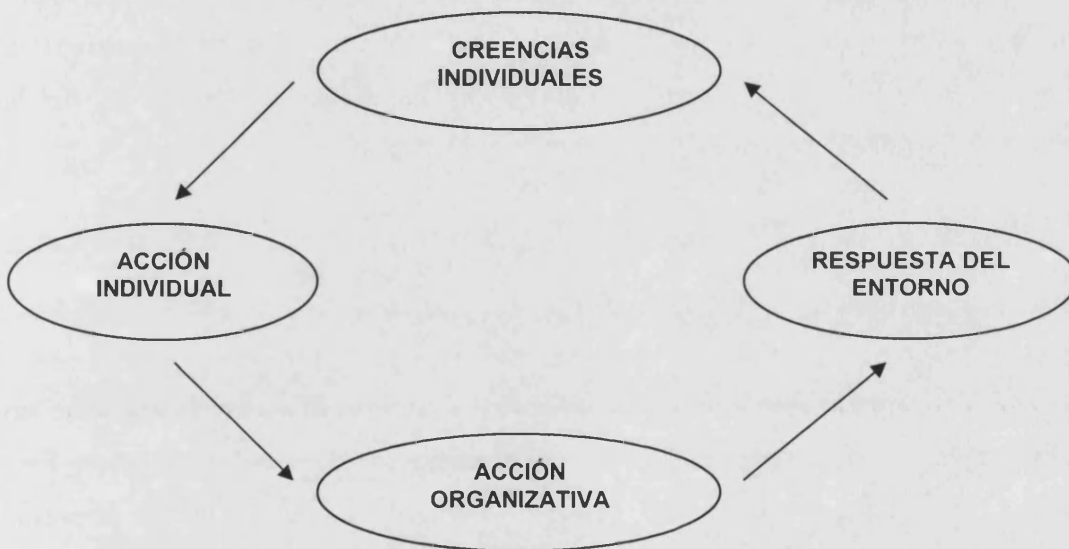 CREENCIAS
INDIVIDUALES
ACCIÓN
INDIVIDUAL
RESPUESTA DEL
ENTORNO
ACCIÓN
ORGANIZATIVA